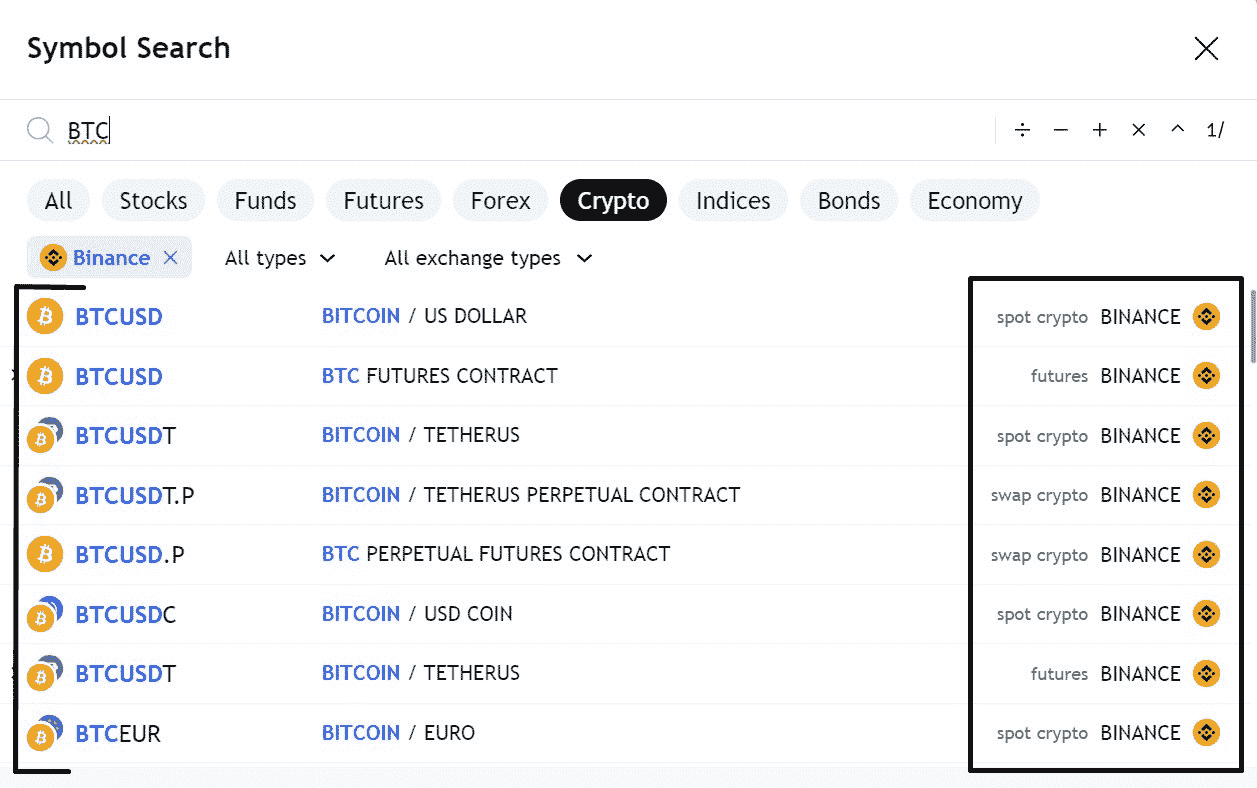 Symbol Search
BTC
÷ − + × ^ 1/
All Stocks Funds Futures Forex Crypto Indices Bonds Economy
Binance All types All exchange types
BTCUSD BITCOIN / US DOLLAR spot crypto BINANCE
BTCUSD BTC FUTURES CONTRACT futures BINANCE
BTCUSDT BITCOIN / TETHERUS spot crypto BINANCE
BTCUSDT.P BITCOIN / TETHERUS PERPETUAL CONTRACT swap crypto BINANCE
BTCUSD.P BTC PERPETUAL FUTURES CONTRACT swap crypto BINANCE
BTCUSDC BITCOIN / USD COIN spot crypto BINANCE
BTCUSDT BITCOIN / TETHERUS futures BINANCE
BTCEUR BITCOIN / EURO spot crypto BINANCE